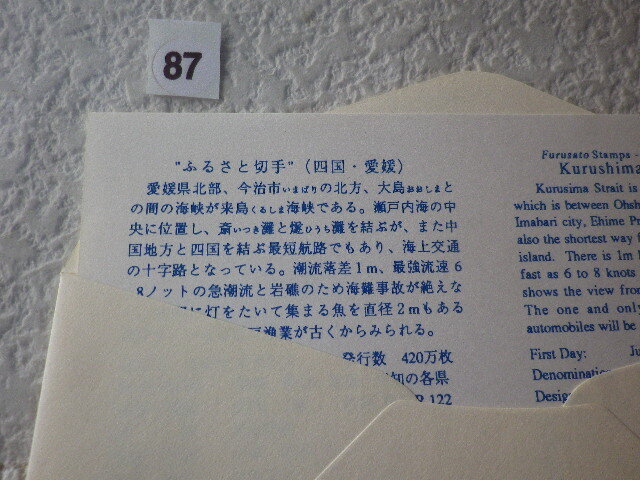 87
"ふるさと切手"（四国・愛媛）
愛媛県北部、今治市いまばりの北方、大島おおしまと
の間の海峡が来島くるしま海峡である。瀬戸内海の中
央に位置し、斎いつき灘と燧ひうち灘を結ぶが、また中
国地方と四国を結ぶ最短航路でもあり、海上交通
の十字路となっている。潮流落差1m、最強流速6
8ノットの急潮流と岩礁のため海難事故が絶えな
に灯をたいて集まる魚を直径2mもある
漁業が古くからみられる。
発行数 420万枚
知の各県
122
Furusato Stamps -
Kurushima
Kurusima Strait is
which is between Ohsh
Imabari city, Ehime Pr
also the shortest way f
island. There is 1m l
fast as 6 to 8 knots
shows the view from
The one and only
automobiles will be
First Day: Ju
Denomination
Desig